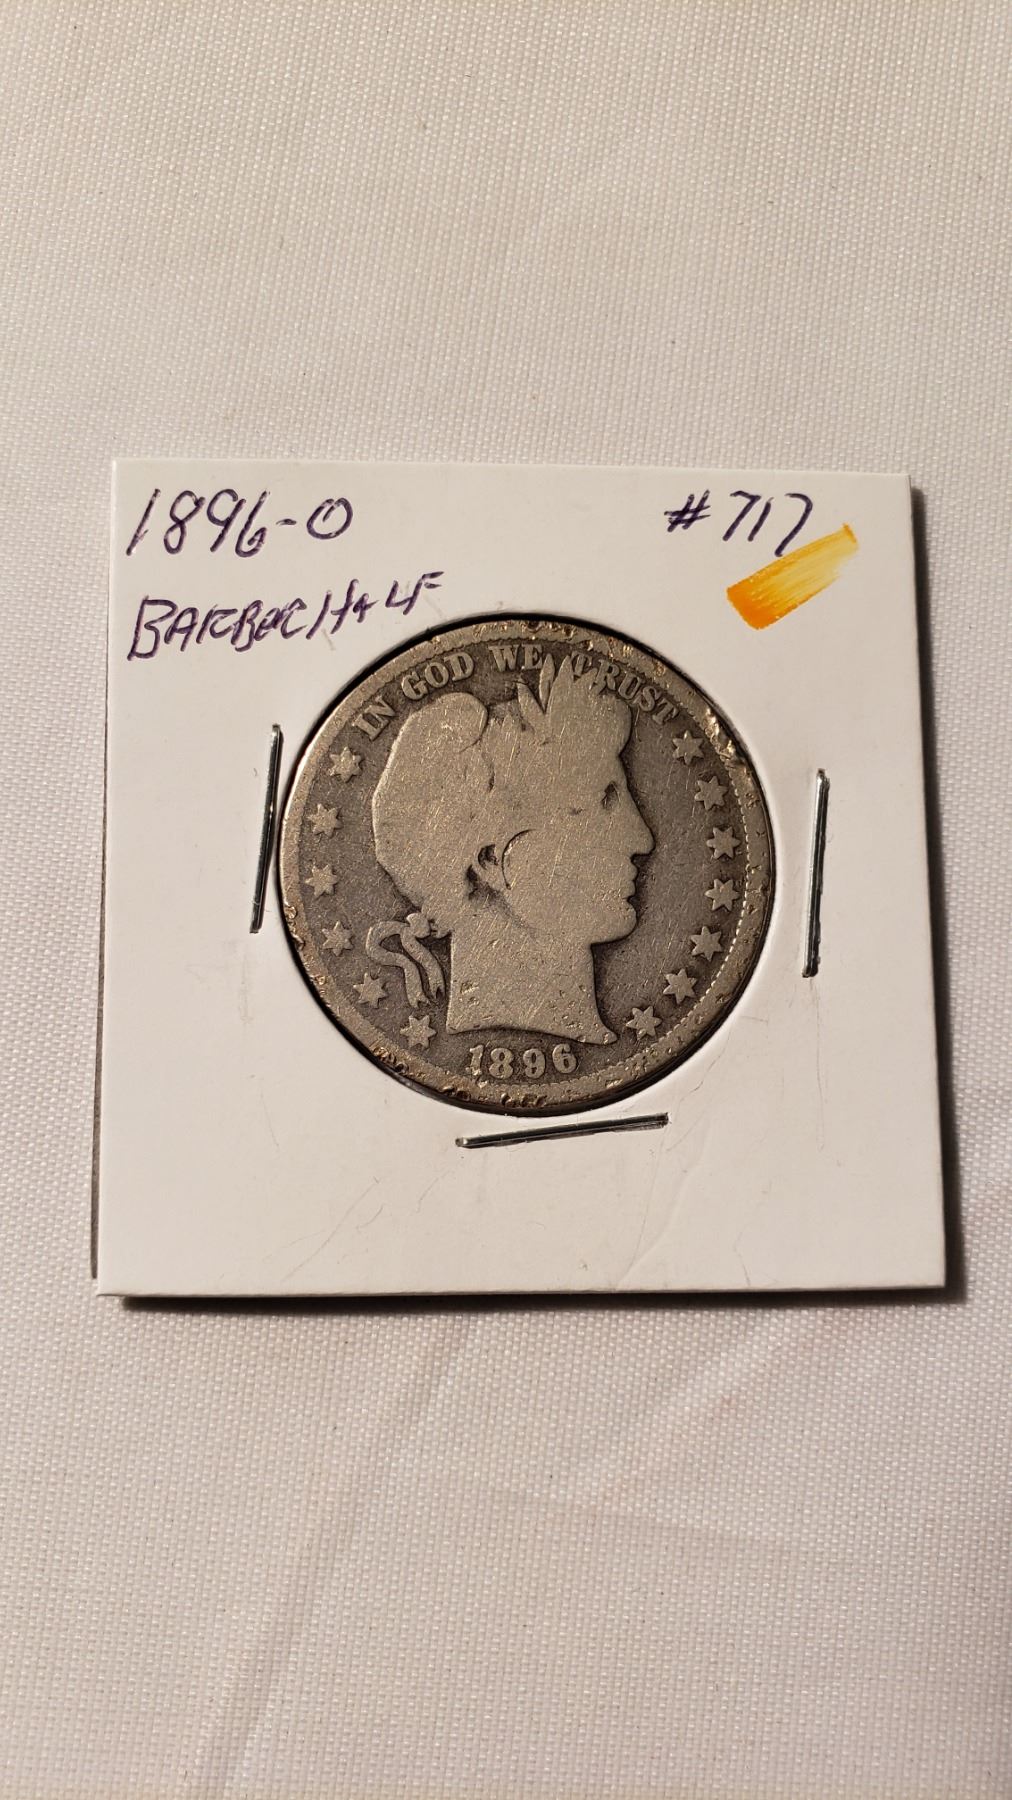 1896-O #717
BARBER HALF
IN GOD WE TRUST
1896